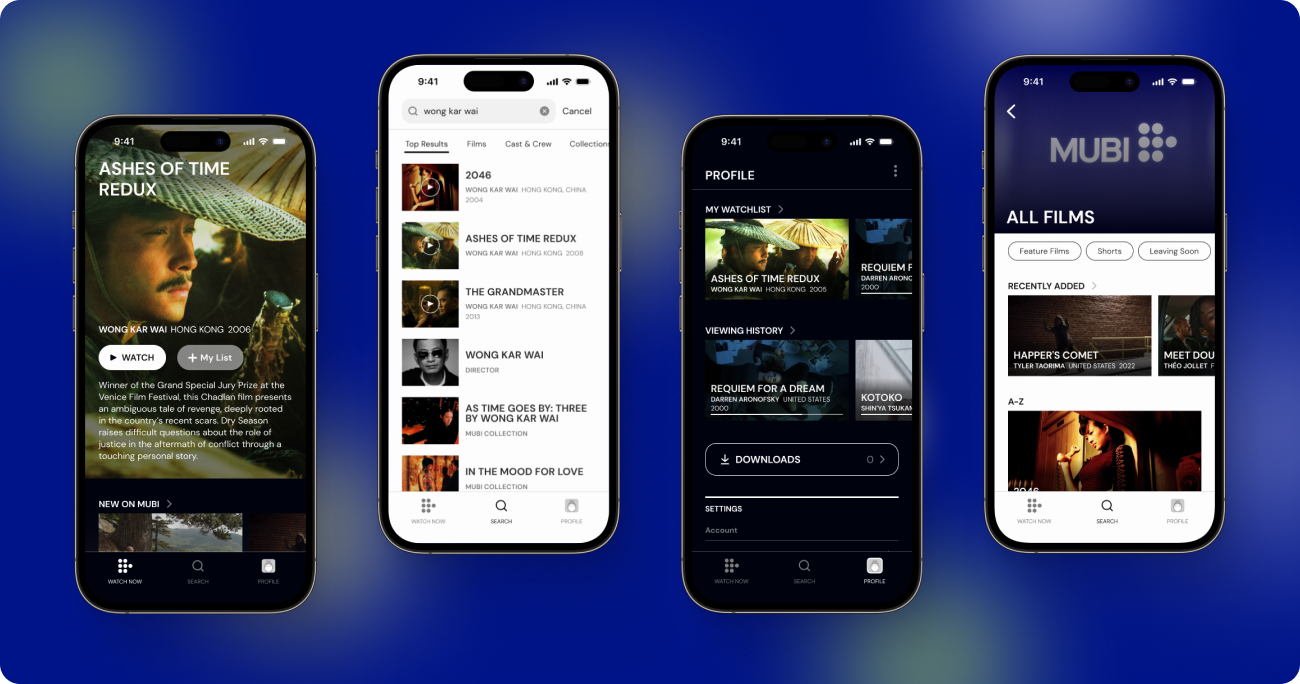 9:41
ASHES OF TIME
REDUX
WONG KAR WAI HONG KONG 2006
WATCH
My List
Winner of the Grand Special Jury Prize at the
Venice Film Festival, this Chadian film presents
an ambiguous tale of revenge, deeply rooted
in the country's recent scars. Dry Season
raises difficult questions about the role of
justice in the aftermath of conflict through a
touching personal story.
NEW ON MUBI
WATCH NOW
SEARCH
PROFILE
9:41
wong kar wai
Cancel
Top Results
Films
Cast & Crew
Collections
2046
WONG KAR WAI HONG KONG, CHINA
2004
ASHES OF TIME REDUX
WONG KAR WAI HONG KONG 2008
THE GRANDMASTER
WONG KAR WAI HONG KONG, CHINA
2013
WONG KAR WAI
DIRECTOR
AS TIME GOES BY: THREE
BY WONG KAR WAI
MUBI COLLECTION
IN THE MOOD FOR LOVE
MUBI COLLECTION
WATCH NOW
SEARCH
PROFILE
9:41
PROFILE
MY WATCHLIST
ASHES OF TIME REDUX
WONG KAR WAI HONG KONG 2005
REQUIEM F
DARREN ARONO
2000
VIEWING HISTORY
REQUIEM FOR A DREAM
DARREN ARONOFSKY UNITED STATES
2000
KOTOKO
SHIN'YA TSUKAM
DOWNLOADS
0
SETTINGS
Account
WATCH NOW
SEARCH
PROFILE
9:41
MUBI
ALL FILMS
Feature Films
Shorts
Leaving Soon
RECENTLY ADDED
HAPPER'S COMET
TYLER TAORIMA UNITED STATES 2022
MEET DOU
THÉO JOLLET F
A-Z
2046
WATCH NOW
SEARCH
PROFILE